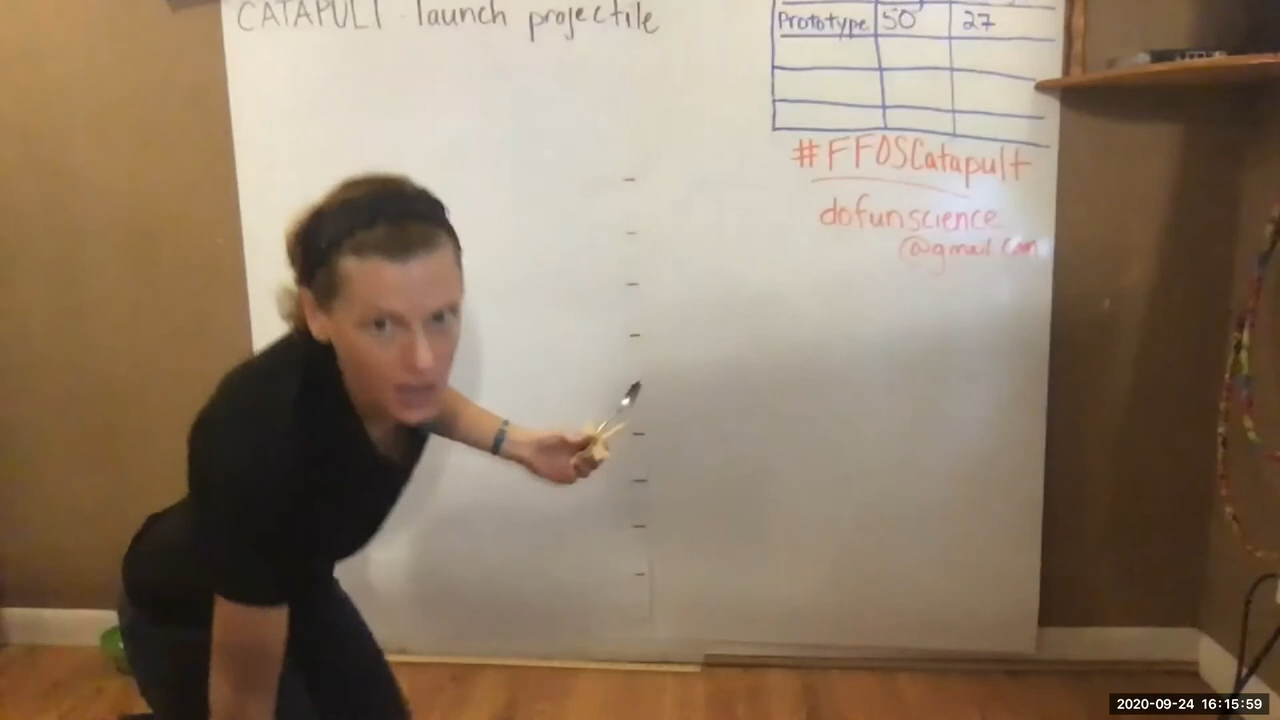 CATAPULT launch projectile
Prototype 50 27
#FFOSCatapult
dofunscience
@gmail.com
2020-09-24 16:15:59